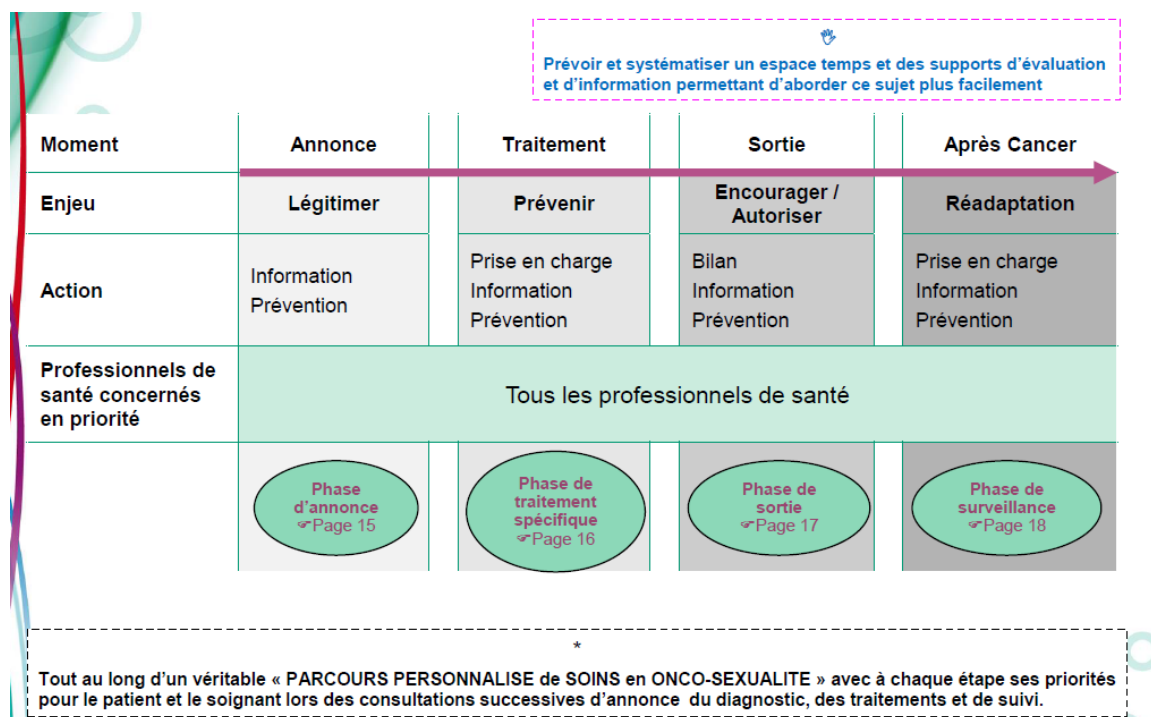 Prévoir et systématiser un espace temps et des supports d'évaluation
et d'information permettant d'aborder ce sujet plus facilement
Moment Annonce Traitement Sortie Après Cancer
Enjeu Légitimer Prévenir Encourager / Autoriser Réadaptation
Action
Information
Prévention
Prise en charge
Information
Prévention
Bilan
Information
Prévention
Prise en charge
Information
Prévention
Professionnels de
santé concernés
en priorité
Tous les professionnels de santé
Phase
d'annonce
☞Page 15
Phase de
traitement
spécifique
☞Page 16
Phase de
sortie
☞Page 17
Phase de
surveillance
☞Page 18
*
Tout au long d'un véritable « PARCOURS PERSONNALISE de SOINS en ONCO-SEXUALITE » avec à chaque étape ses priorités
pour le patient et le soignant lors des consultations successives d'annonce du diagnostic, des traitements et de suivi.